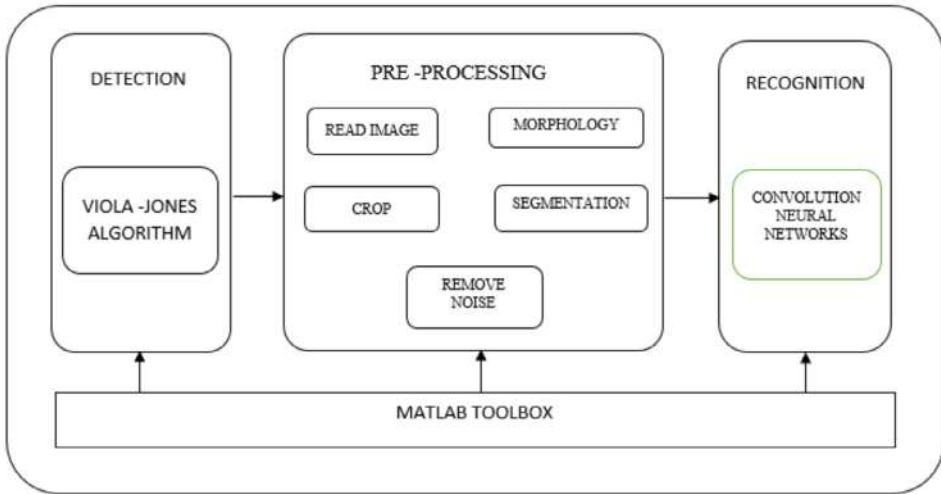 DETECTION
VIOLA -JONES
ALGORITHM
PRE -PROCESSING
READ IMAGE
MORPHOLOGY
CROP
SEGMENTATION
REMOVE
NOISE
RECOGNITION
CONVOLUTION
NEURAL
NETWORKS
MATLAB TOOLBOX